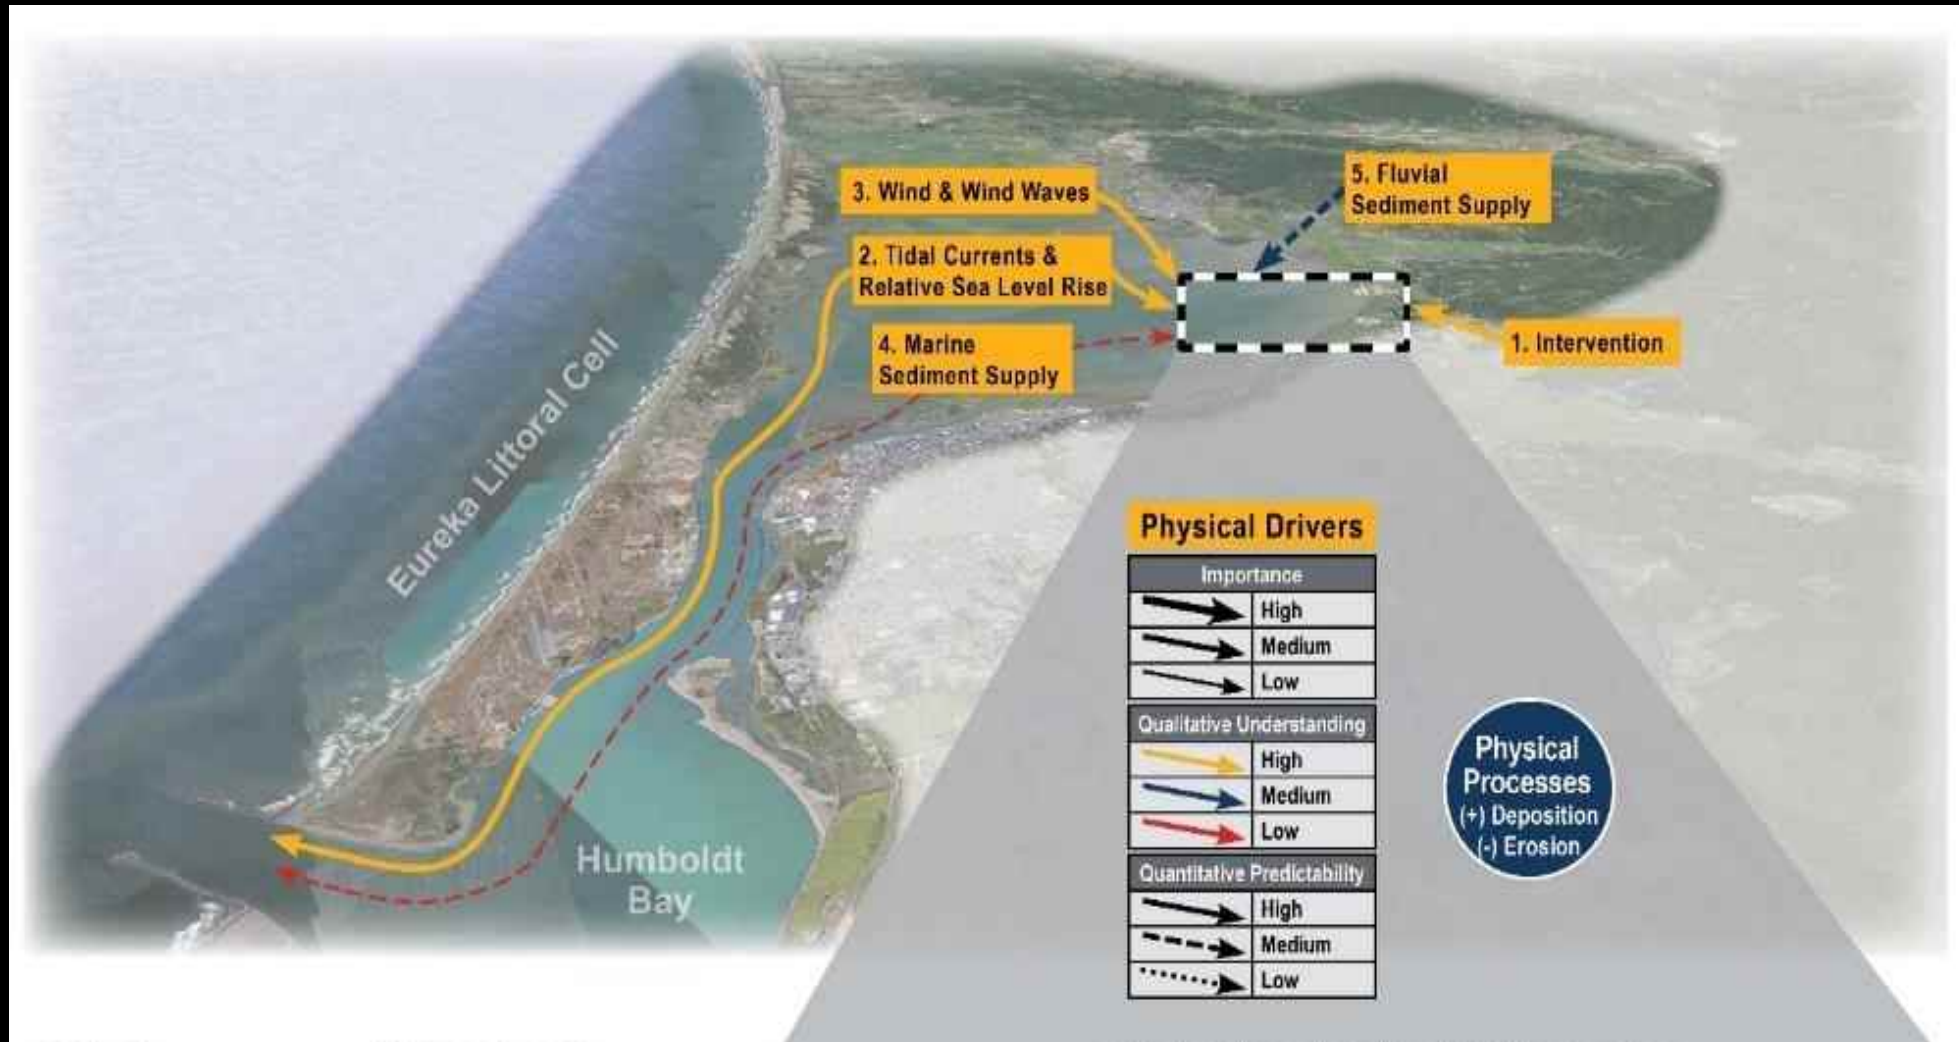 3. Wind & Wind Waves
5. Fluvial
Sediment Supply
2. Tidal Currents &
Relative Sea Level Rise
4. Marine
Sediment Supply
1. Intervention
Eureka Littoral Cell
Humboldt
Bay
Physical Drivers
Importance
High
Medium
Low
Qualitative Understanding
High
Medium
Low
Quantitative Predictability
High
Medium
Low
Physical
Processes
(+) Deposition
(-) Erosion